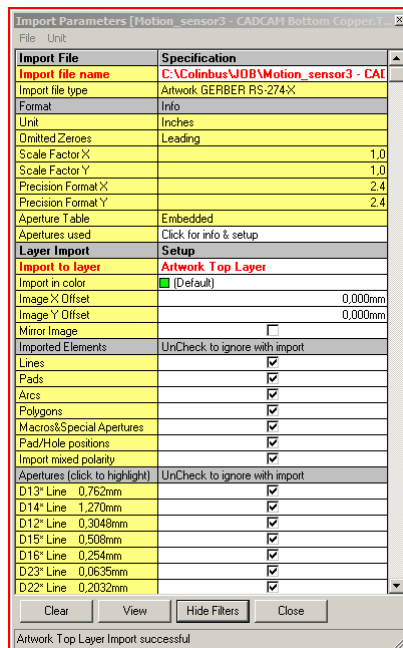 Import Parameters [Motion_sensor3 - CADCAM Bottom Copper.T...
File Unit
Import File Specification
Import file name C:\Colinbus\JOB\Motion_sensor3 - CAD
Import file type Artwork GERBER RS-274-X
Format Info
Unit Inches
Omitted Zeroes Leading
Scale Factor X 1,0
Scale Factor Y 1,0
Precision Format X 2.4
Precision Format Y 2.4
Aperture Table Embedded
Apertures used Click for info & setup
Layer Import Setup
Import to layer Artwork Top Layer
Import in color (Default)
Image X Offset 0,000mm
Image Y Offset 0,000mm
Mirror Image
Imported Elements UnCheck to ignore with import
Lines
Pads
Arcs
Polygons
Macros&Special Apertures
Pad/Hole positions
Import mixed polarity
Apertures (click to highlight) UnCheck to ignore with import
D13* Line 0,762mm
D14* Line 1,270mm
D12* Line 0,3048mm
D15* Line 0,508mm
D16* Line 0,254mm
D23* Line 0,0635mm
D22* Line 0,2032mm
Clear View Hide Filters Close
Artwork Top Layer Import successful